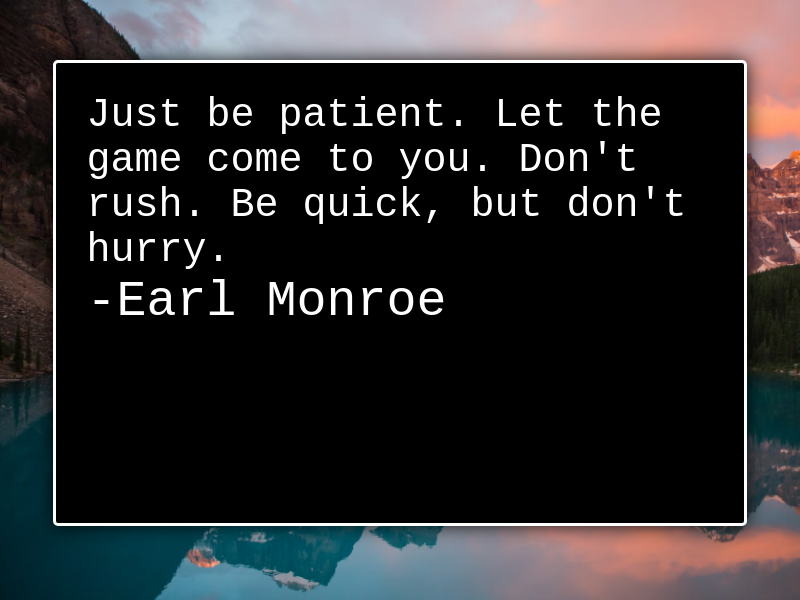 Just be patient. Let the
game come to you. Don't
rush. Be quick, but don't
hurry.
-Earl Monroe